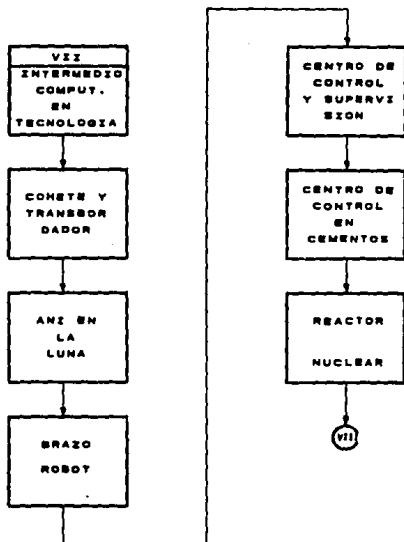 VII
INTERMEDIO
COMPUT.
EN
TECNOLOGIA
COHETE Y
TRANSBOR
DADOR
ANI EN
LA
LUNA
BRAZO
ROBOT
CENTRO DE
CONTROL
Y SUPERVI
SION
CENTRO DE
CONTROL
EN
CEMENTOS
REACTOR
NUCLEAR
VII